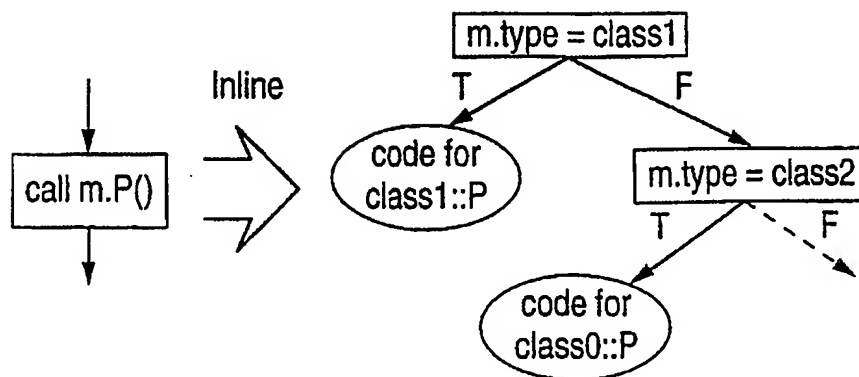 m.type = class1
Inline
T
F
call m.P()
code for
class1::P
m.type = class2
T
F
code for
class0::P